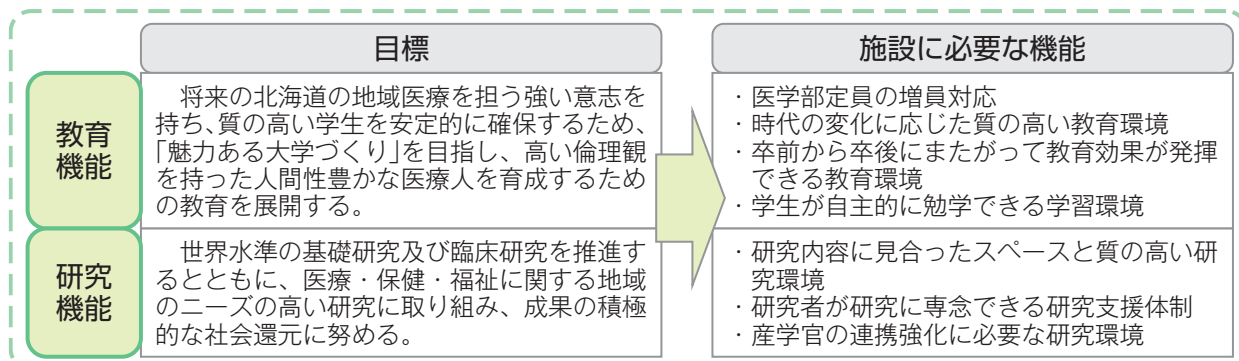 目標
施設に必要な機能
教育
機能
将来の北海道の地域医療を担う強い意志を
持ち、質の高い学生を安定的に確保するため、
「魅力ある大学づくり」を目指し、高い倫理観
を持った人間性豊かな医療人を育成するため
の教育を展開する。
・医学部定員の増員対応
・時代の変化に応じた質の高い教育環境
・卒前から卒後にまたがって教育効果が発揮
できる教育環境
・学生が自主的に勉学できる学習環境
研究
機能
世界水準の基礎研究及び臨床研究を推進す
るとともに、医療・保健・福祉に関する地域
のニーズの高い研究に取り組み、成果の積極
的な社会還元に努める。
・研究内容に見合ったスペースと質の高い研
究環境
・研究者が研究に専念できる研究支援体制
・産学官の連携強化に必要な研究環境